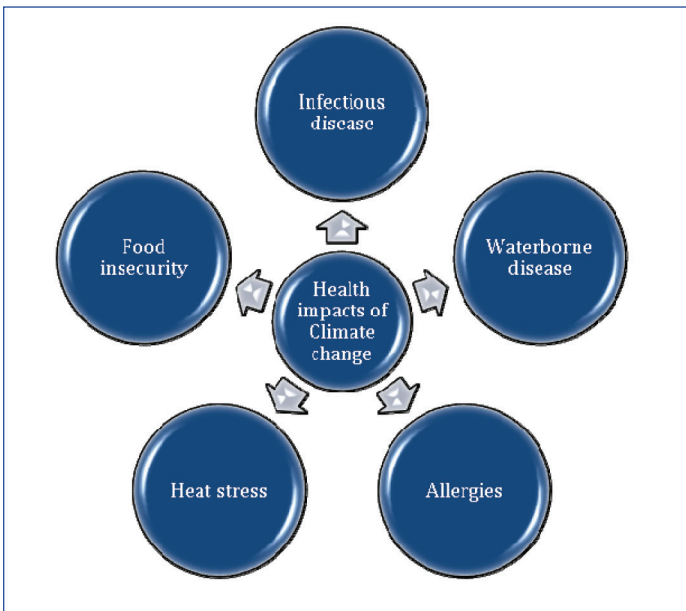 Infectious
disease
Food
insecurity
Waterborne
disease
Health
impacts of
Climate
change
Heat stress
Allergies